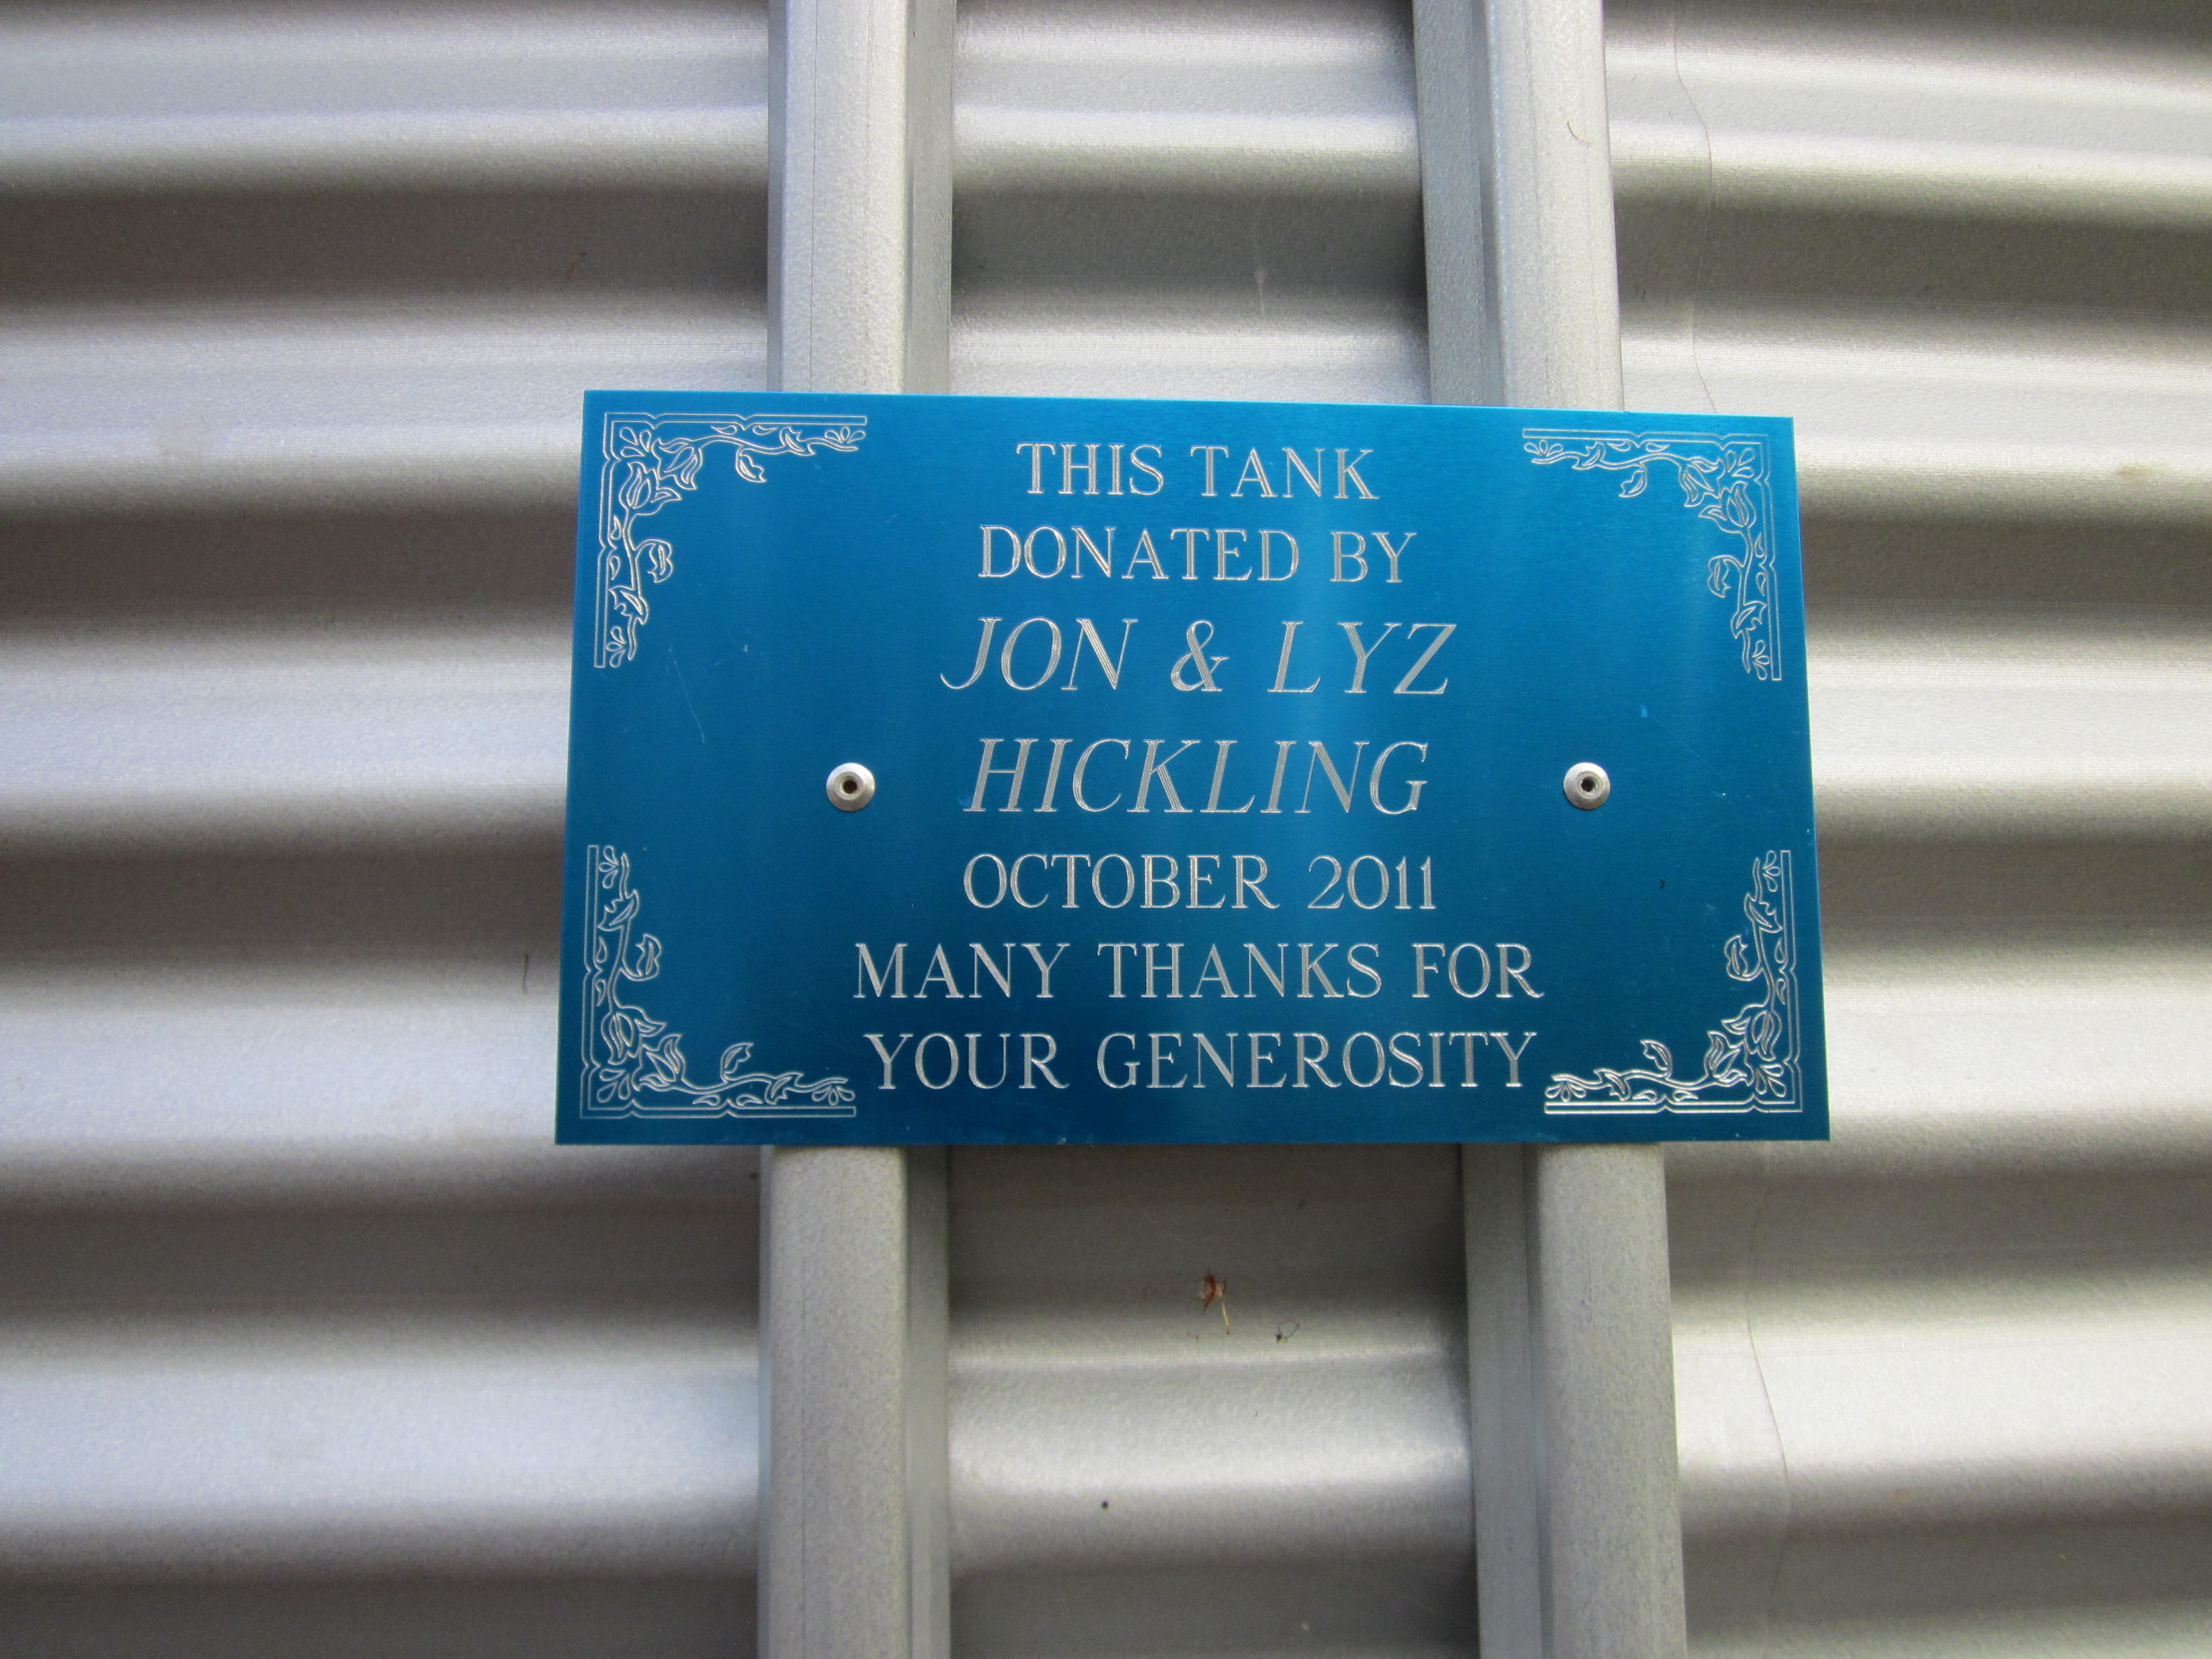 THIS TANK
DONATED BY
JON & LYZ
HICKLING
OCTOBER 2011
MANY THANKS FOR
YOUR GENEROSITY